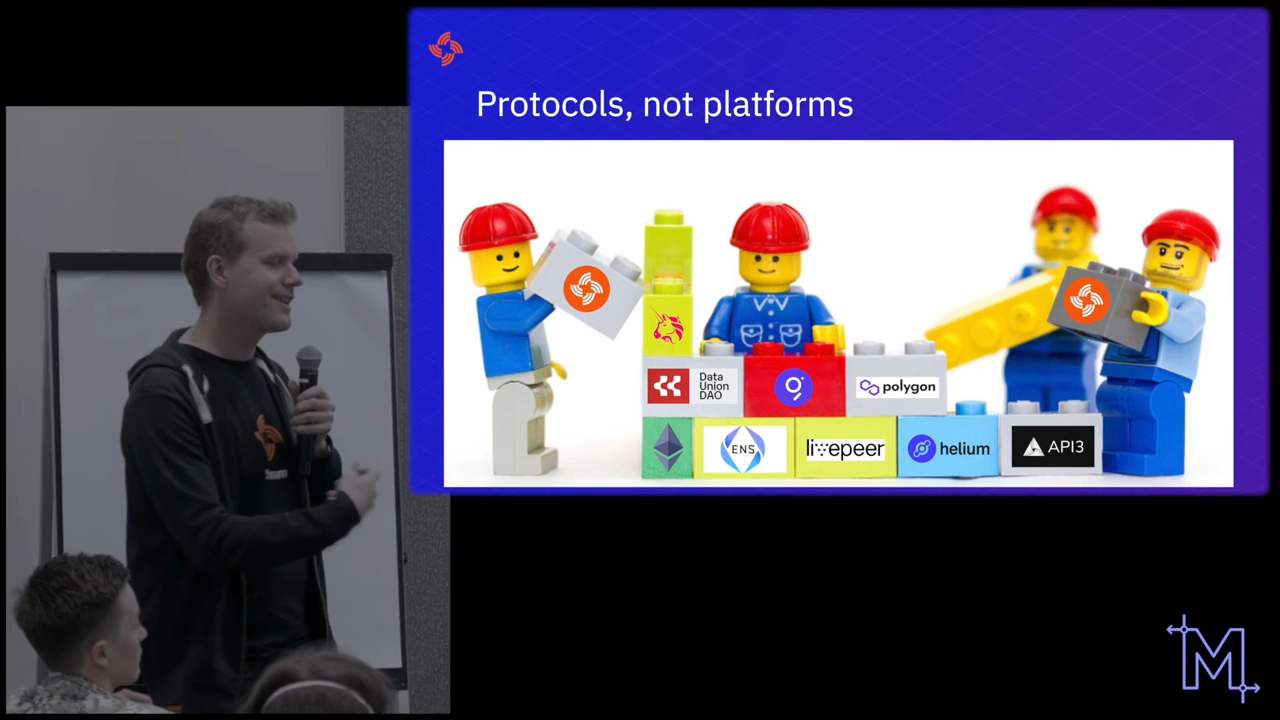 Protocols, not platforms
Data
Union
DAO
polygon
ENS
livepeer
helium
API3
M